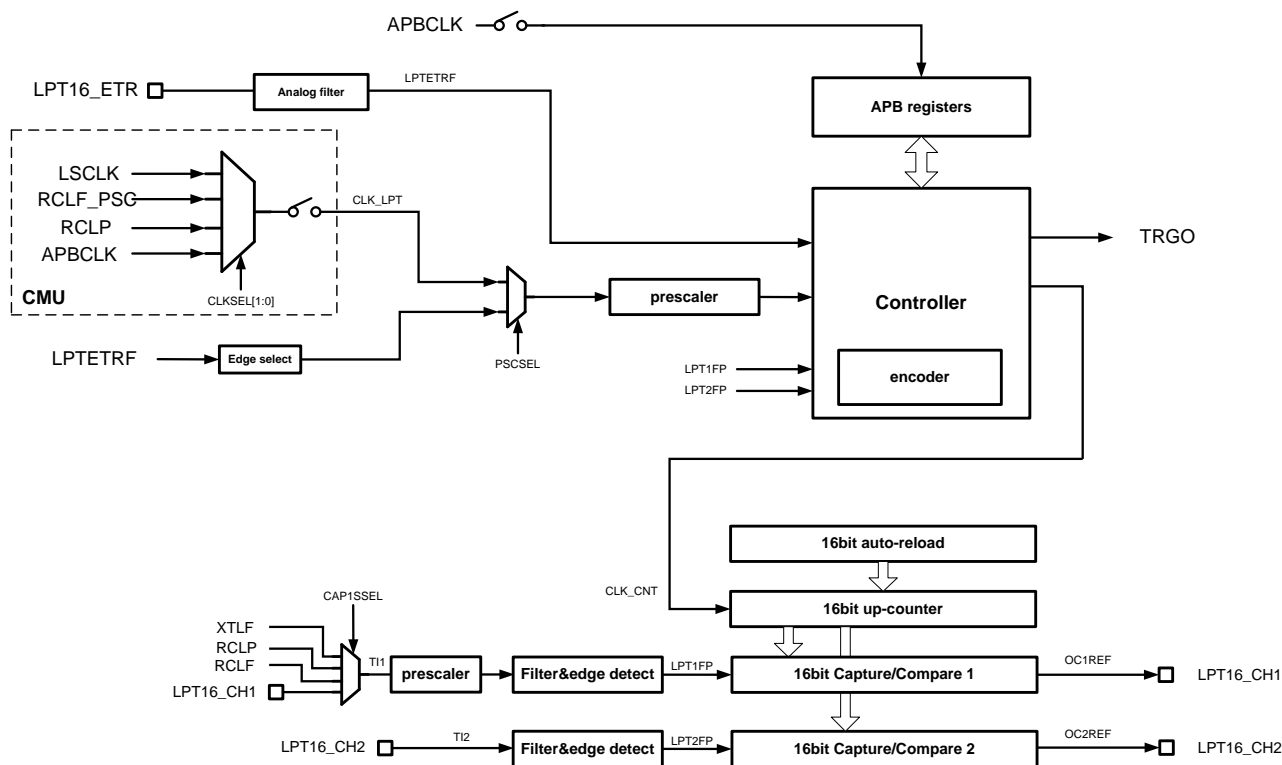 APBCLK
LPT16_ETR
Analog filter
LPTETRF
APB registers
LSCLK
RCLF_PSC
RCLP
APBCLK
CLK_LPT
CLKSEL[1:0]
CMU
TRGO
prescaler
Controller
LPTETRF
Edge select
PSCSEL
LPT1FP
LPT2FP
encoder
16bit auto-reload
CLK_CNT
16bit up-counter
CAP1SSEL
XTLF
RCLP
RCLF
LPT16_CH1
TI1
prescaler
Filter&edge detect
LPT1FP
16bit Capture/Compare 1
OC1REF
LPT16_CH1
LPT16_CH2
TI2
Filter&edge detect
LPT2FP
16bit Capture/Compare 2
OC2REF
LPT16_CH2